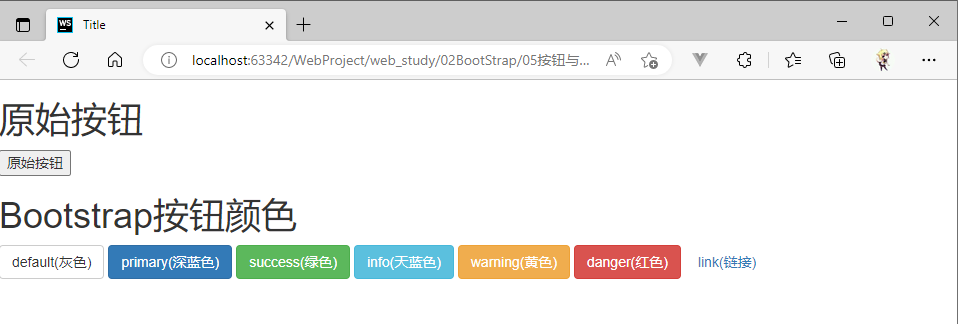 WS Title
localhost:63342/WebProject/web_study/02BootStrap/05按钮与...
原始按钮
原始按钮
Bootstrap按钮颜色
default(灰色) primary(深蓝色) success(绿色) info(天蓝色) warning(黄色) danger(红色) link(链接)